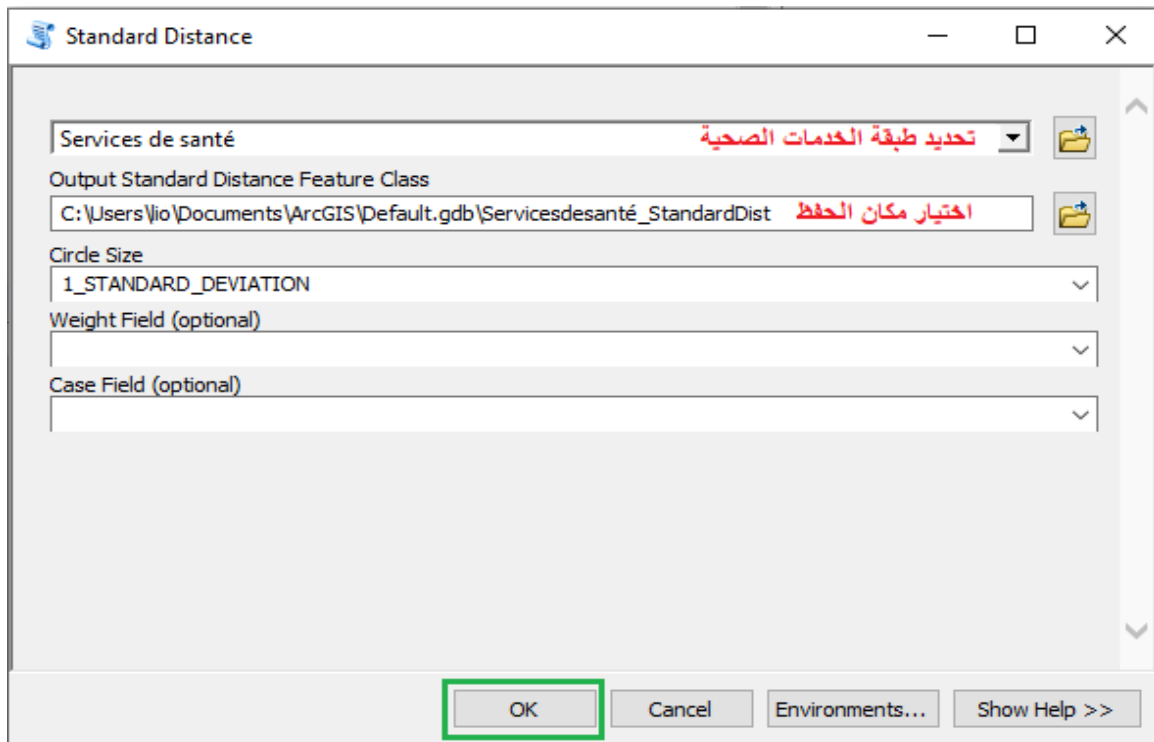 Standard Distance
Services de santé تحديد طبقة الخدمات الصحية
Output Standard Distance Feature Class
C:\Users\lio\Documents\ArcGIS\Default.gdb\Servicesdesanté_StandardDist اختيار مكان الحفظ
Circle Size
1_STANDARD_DEVIATION
Weight Field (optional)
Case Field (optional)
OK Cancel Environments... Show Help >>